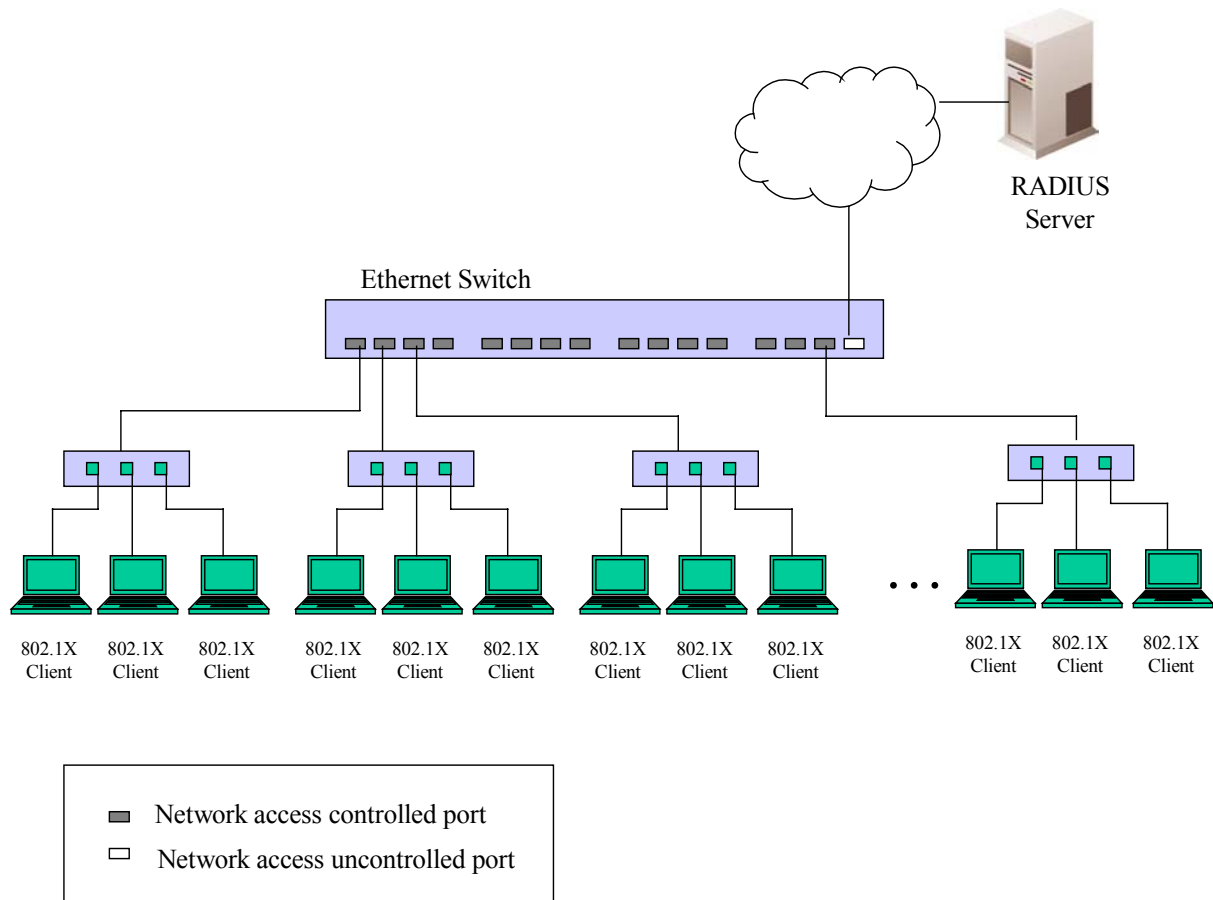 RADIUS
Server
Ethernet Switch
802.1X
Client
802.1X
Client
802.1X
Client
802.1X
Client
802.1X
Client
802.1X
Client
802.1X
Client
802.1X
Client
802.1X
Client
. . .
802.1X
Client
802.1X
Client
802.1X
Client
Network access controlled port
Network access uncontrolled port